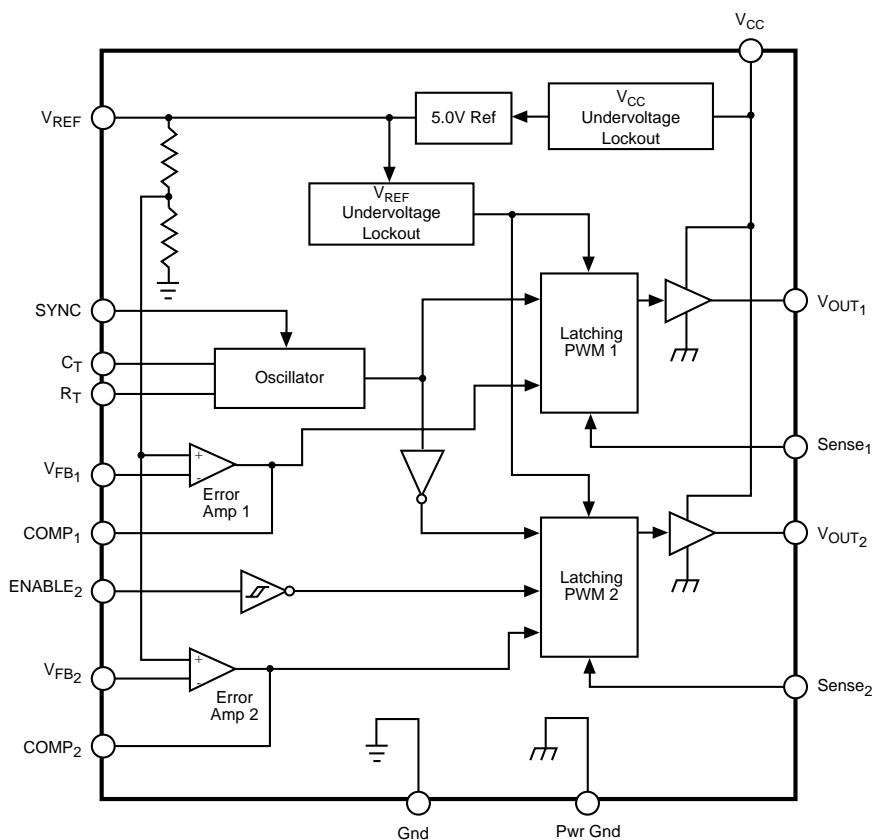 VCC
VREF
5.0V Ref
VCC
Undervoltage
Lockout
VREF
Undervoltage
Lockout
SYNC
CT
RT
Oscillator
Latching
PWM 1
VOUT1
Sense1
VFB1
+
-
Error
Amp 1
COMP1
ENABLE2
Latching
PWM 2
VOUT2
VFB2
+
-
Error
Amp 2
Sense2
COMP2
Gnd
Pwr Gnd